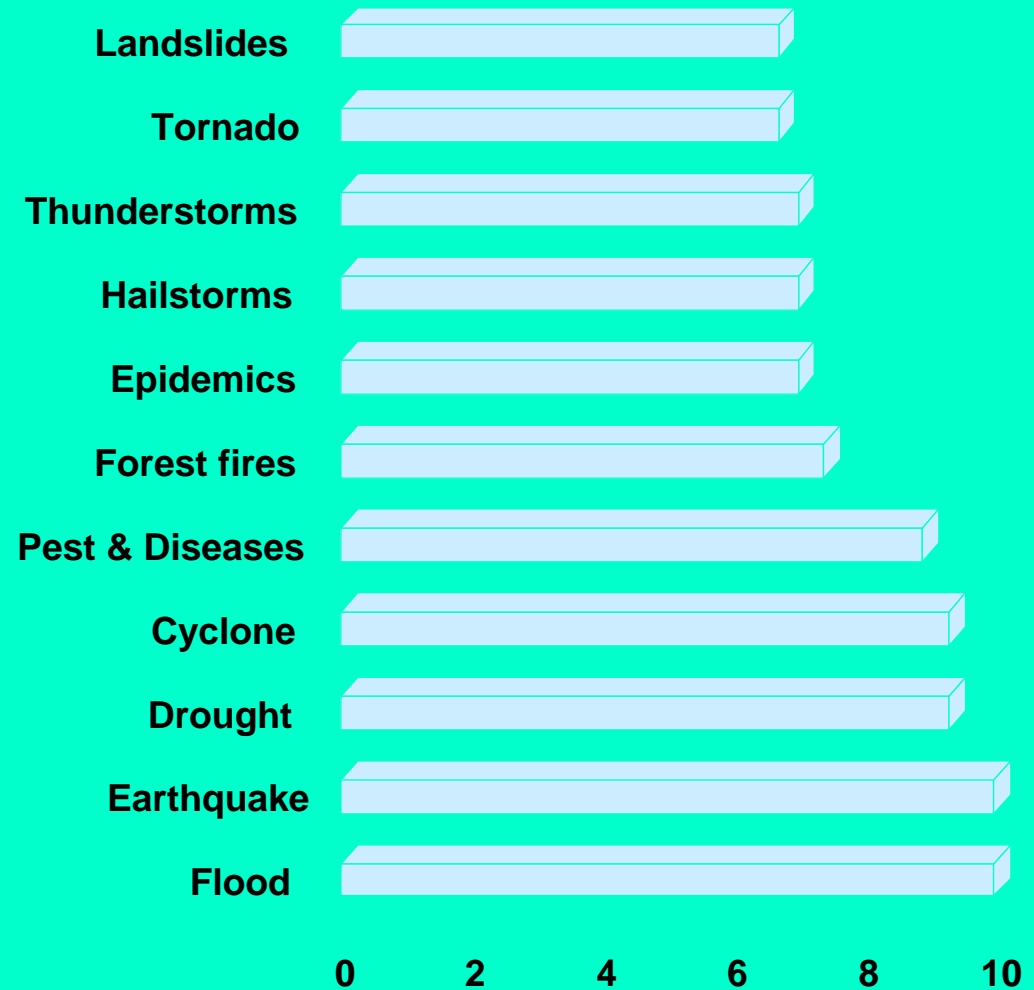 Landslides
Tornado
Thunderstorms
Hailstorms
Epidemics
Forest fires
Pest & Diseases
Cyclone
Drought
Earthquake
Flood
0 2 4 6 8 10